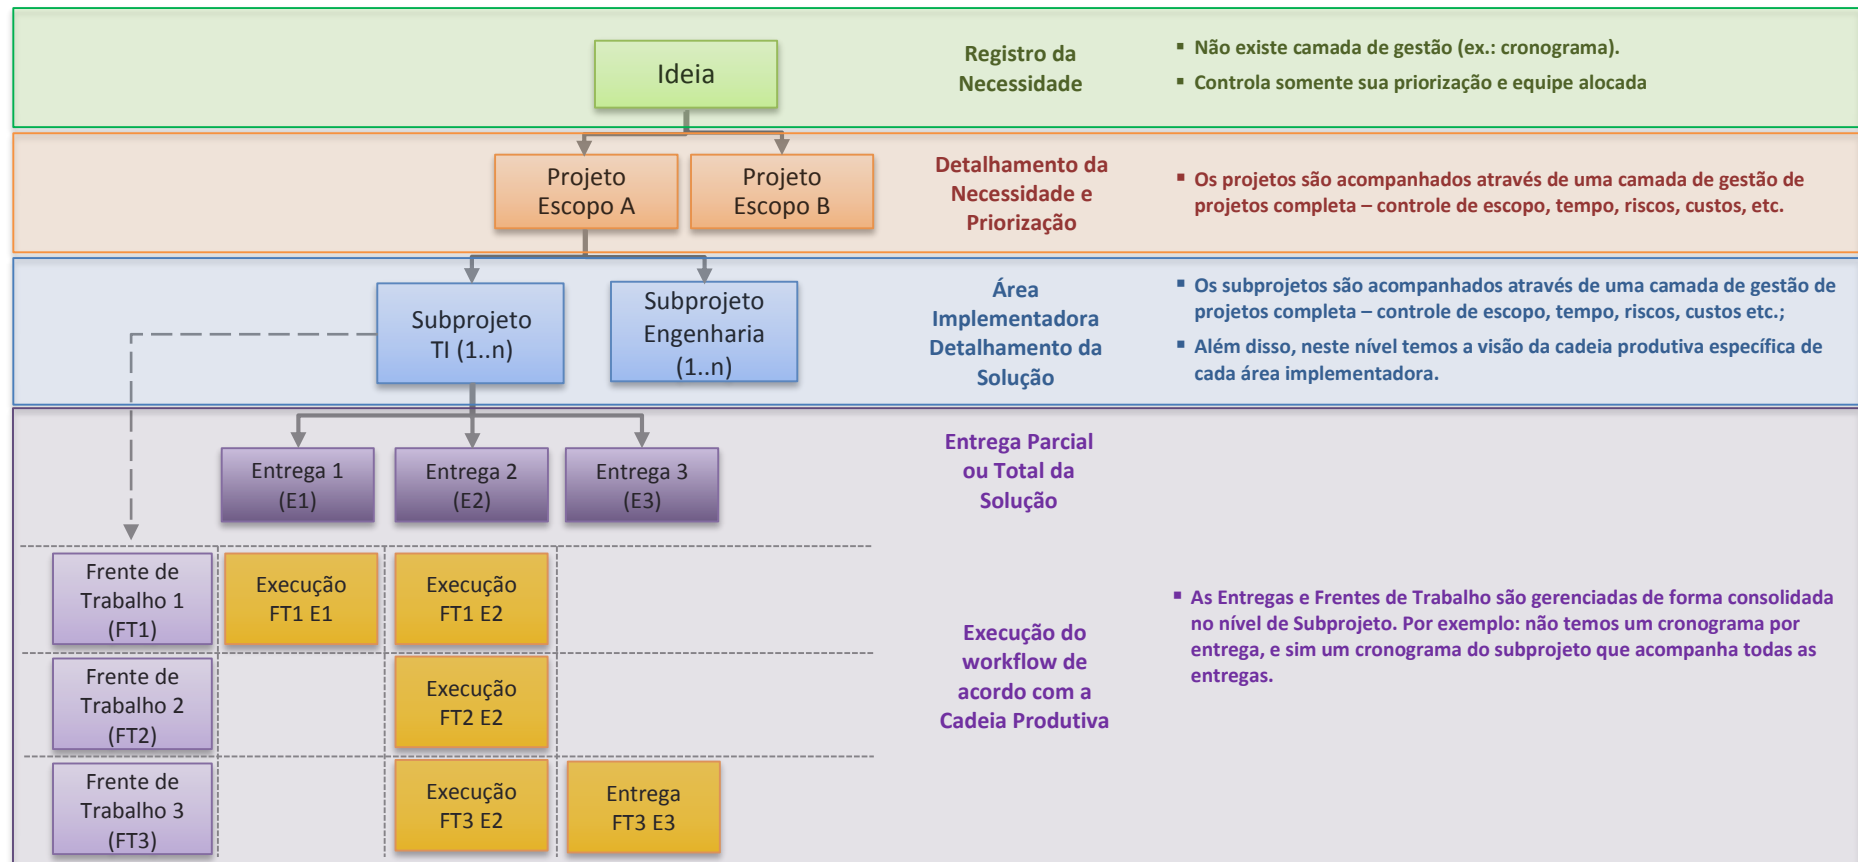 Ideia
Registro da
Necessidade
▪ Não existe camada de gestão (ex.: cronograma).
▪ Controla somente sua priorização e equipe alocada
Projeto
Escopo A
Projeto
Escopo B
Detalhamento da
Necessidade e
Priorização
▪ Os projetos são acompanhados através de uma camada de gestão de
projetos completa – controle de escopo, tempo, riscos, custos, etc.
Subprojeto
TI (1..n)
Subprojeto
Engenharia
(1..n)
Área
Implementadora
Detalhamento da
Solução
▪ Os subprojetos são acompanhados através de uma camada de gestão de
projetos completa – controle de escopo, tempo, riscos, custos etc.;
▪ Além disso, neste nível temos a visão da cadeia produtiva específica de
cada área implementadora.
Entrega 1
(E1)
Entrega 2
(E2)
Entrega 3
(E3)
Entrega Parcial
ou Total da
Solução
Frente de
Trabalho 1
(FT1)
Execução
FT1 E1
Execução
FT1 E2
Frente de
Trabalho 2
(FT2)
Execução
FT2 E2
Frente de
Trabalho 3
(FT3)
Execução
FT3 E2
Entrega
FT3 E3
Execução do
workflow de
acordo com a
Cadeia Produtiva
▪ As Entregas e Frentes de Trabalho são gerenciadas de forma consolidada
no nível de Subprojeto. Por exemplo: não temos um cronograma por
entrega, e sim um cronograma do subprojeto que acompanha todas as
entregas.